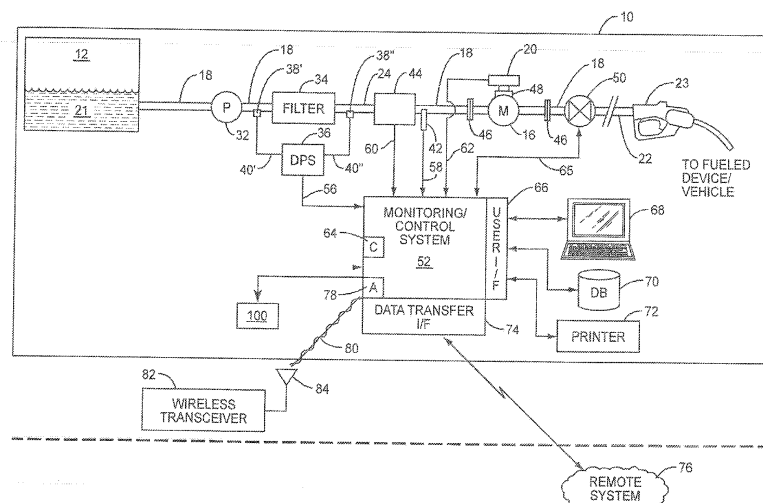 10
12
21
18
P
32
18
38'
34
FILTER
38"
24
44
18
20
48
M
16
46
42
46
18
50
22
23
TO FUELED
DEVICE/
VEHICLE
36
DPS
40'
40"
56
60
58
62
65
66
MONITORING/
CONTROL
SYSTEM
52
64
C
78
A
USER I/F
DATA TRANSFER
I/F
74
68
DB
70
PRINTER
72
100
80
84
82
WIRELESS
TRANSCEIVER
76
REMOTE
SYSTEM